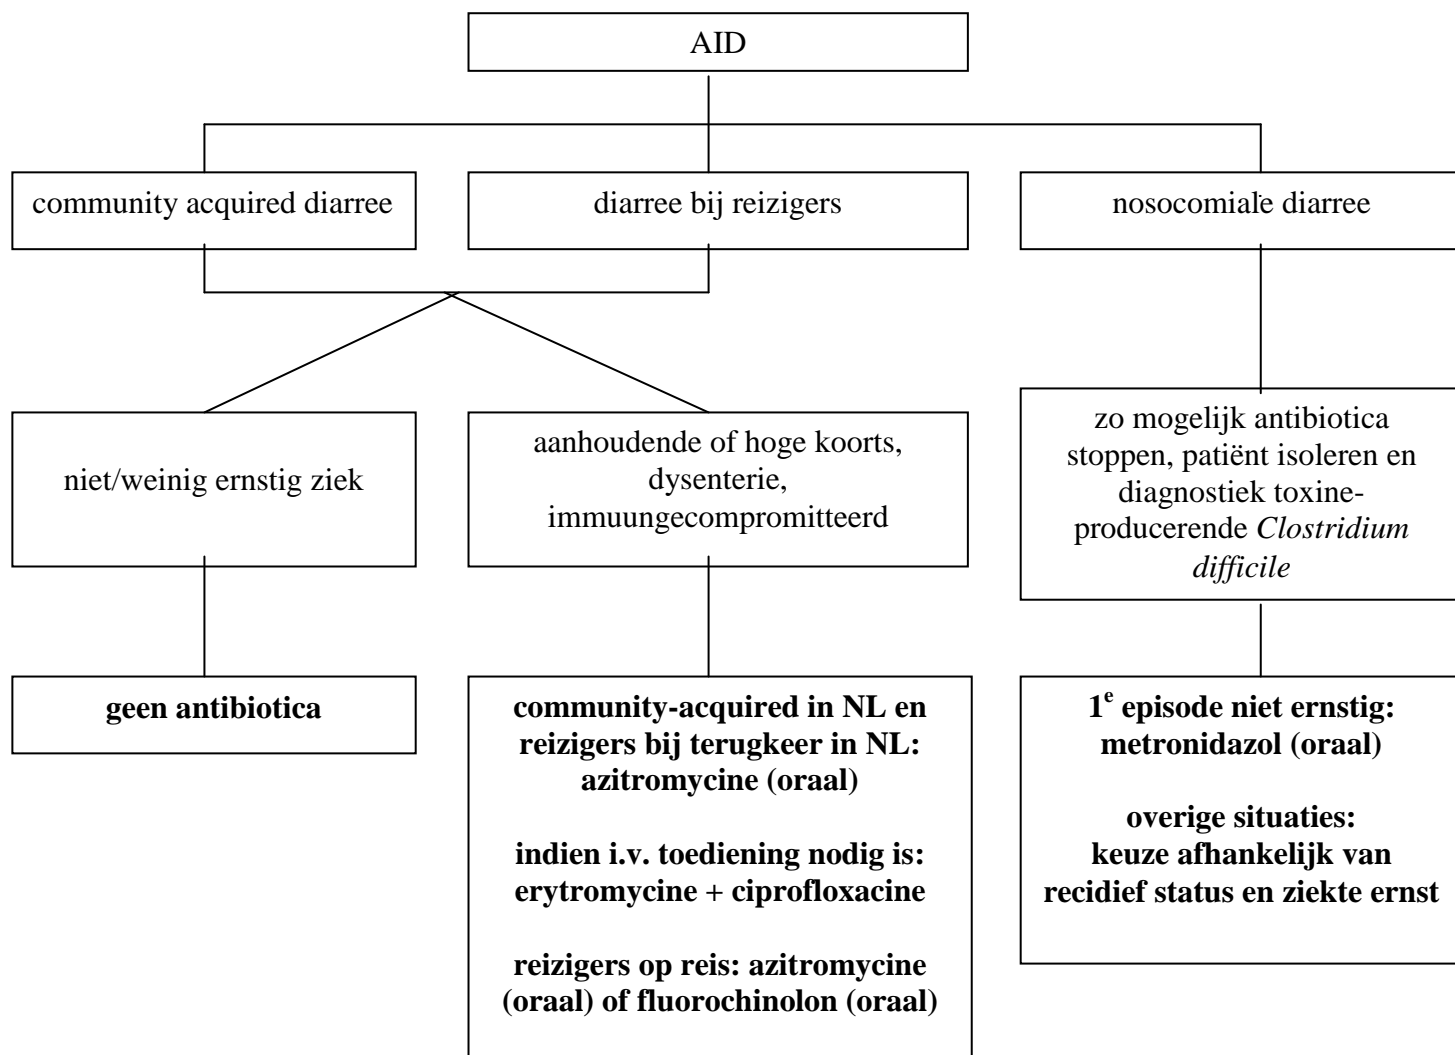 AID
community acquired diarree
diarree bij reizigers
nosocomiale diarree
niet/weinig ernstig ziek
aanhoudende of hoge koorts,
dysenterie,
immuungecompromitteerd
zo mogelijk antibiotica
stoppen, patiënt isoleren en
diagnostiek toxine-
producerende Clostridium
difficile
geen antibiotica
community-acquired in NL en
reizigers bij terugkeer in NL:
azitromycine (oraal)
indien i.v. toediening nodig is:
erytromycine + ciprofloxacine
reizigers op reis: azitromycine
(oraal) of fluorochinolon (oraal)
1e episode niet ernstig:
metronidazol (oraal)
overige situaties:
keuze afhankelijk van
recidief status en ziekte ernst